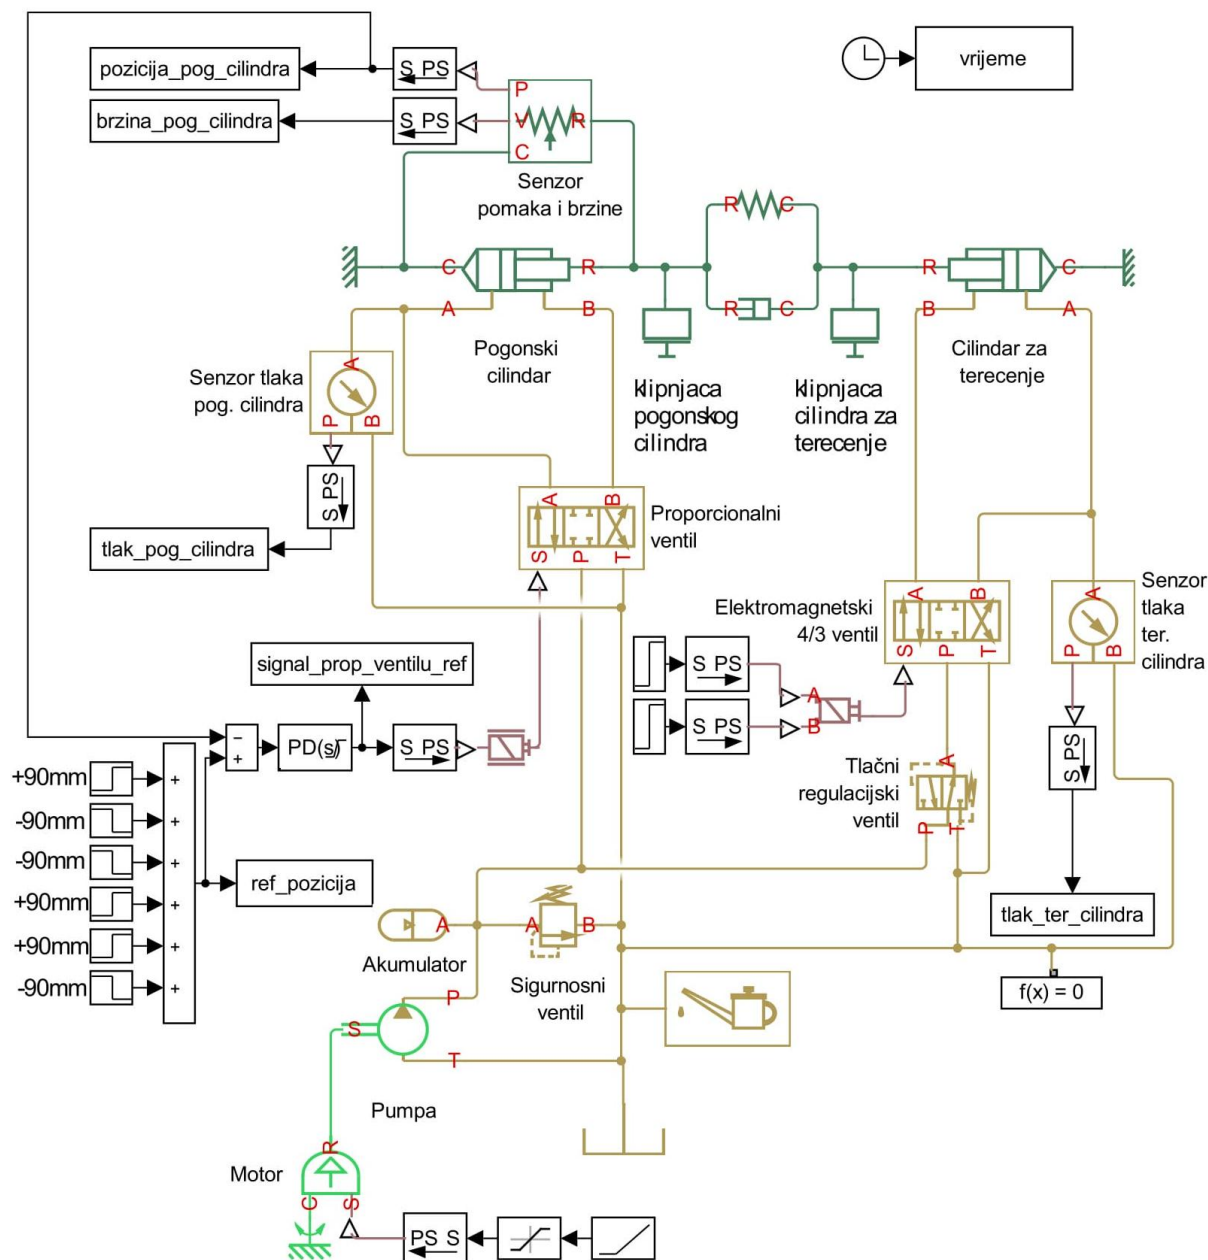 pozicija_pog_cilindra
S PS
P
vrijeme
brzina_pog_cilindra
S PS
V
R
C
Senzor
pomaka i brzine
R
C
C
R
R
C
R
C
A
B
B
A
Pogonski
cilindar
Cilindar za
terecenje
Senzor tlaka
pog. cilindra
A
P
B
klipnjaca
pogonskog
cilindra
klipnjaca
cilindra za
terecenje
S PS
A
B
Proporcionalni
ventil
tlak_pog_cilindra
S
P
T
Elektromagnetski
4/3 ventil
A
B
S
P
T
Senzor
tlaka
ter.
cilindra
A
P
B
signal_prop_ventilu_ref
S PS
A
S PS
B
−
+
PD(s)
S PS
S PS
+90mm
+
-90mm
+
-90mm
+
+90mm
+
+90mm
+
-90mm
+
Tlačni
regulacijski
ventil
A
P
T
ref_pozicija
tlak_ter_cilindra
A
A
B
Akumulator
Sigurnosni
ventil
f(x) = 0
P
S
T
Pumpa
R
Motor
C
S
PS S